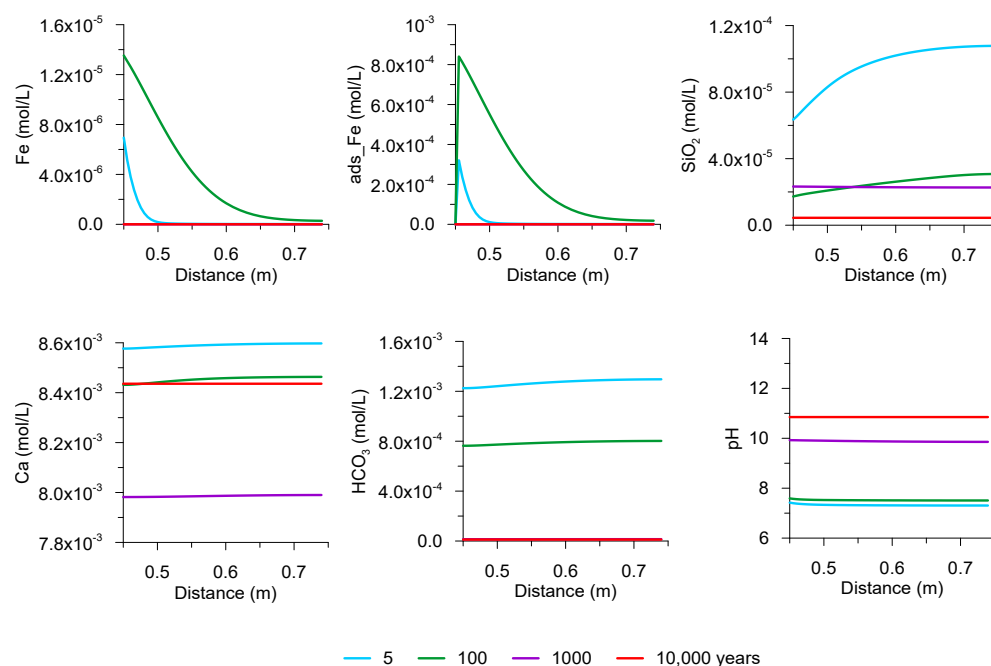 1.6x10⁻⁵
1.2x10⁻⁵
8.0x10⁻⁶
4.0x10⁻⁶
0.0
Fe (mol/L)
0.5 0.6 0.7
Distance (m)
10⁻³
8.0x10⁻⁴
6.0x10⁻⁴
4.0x10⁻⁴
2.0x10⁻⁴
0.0
ads_Fe (mol/L)
0.5 0.6 0.7
Distance (m)
1.2x10⁻⁴
8.0x10⁻⁵
4.0x10⁻⁵
0.0
SiO₂ (mol/L)
0.5 0.6 0.7
Distance (m)
8.6x10⁻³
8.4x10⁻³
8.2x10⁻³
8.0x10⁻³
7.8x10⁻³
Ca (mol/L)
0.5 0.6 0.7
Distance (m)
1.6x10⁻³
1.2x10⁻³
8.0x10⁻⁴
4.0x10⁻⁴
0.0
HCO₃ (mol/L)
0.5 0.6 0.7
Distance (m)
14
12
10
8
6
pH
0.5 0.6 0.7
Distance (m)
5 100 1000 10,000 years